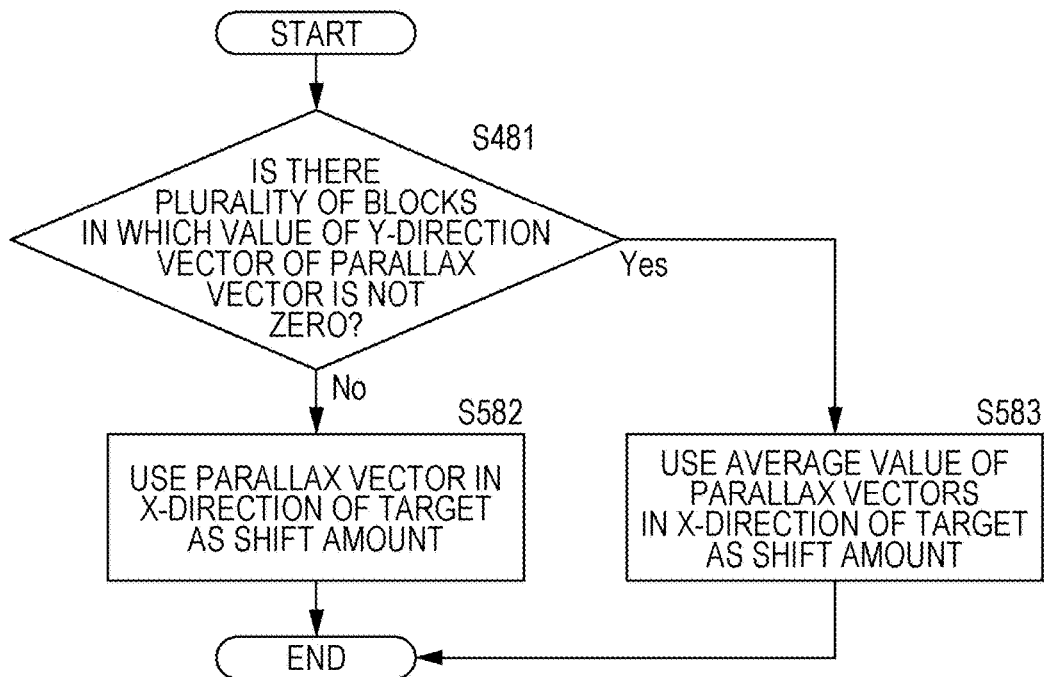 START
S481
IS THERE
PLURALITY OF BLOCKS
IN WHICH VALUE OF Y-DIRECTION
VECTOR OF PARALLAX
VECTOR IS NOT
ZERO?
Yes
No
S582
USE PARALLAX VECTOR IN
X-DIRECTION OF TARGET
AS SHIFT AMOUNT
S583
USE AVERAGE VALUE OF
PARALLAX VECTORS
IN X-DIRECTION OF TARGET
AS SHIFT AMOUNT
END